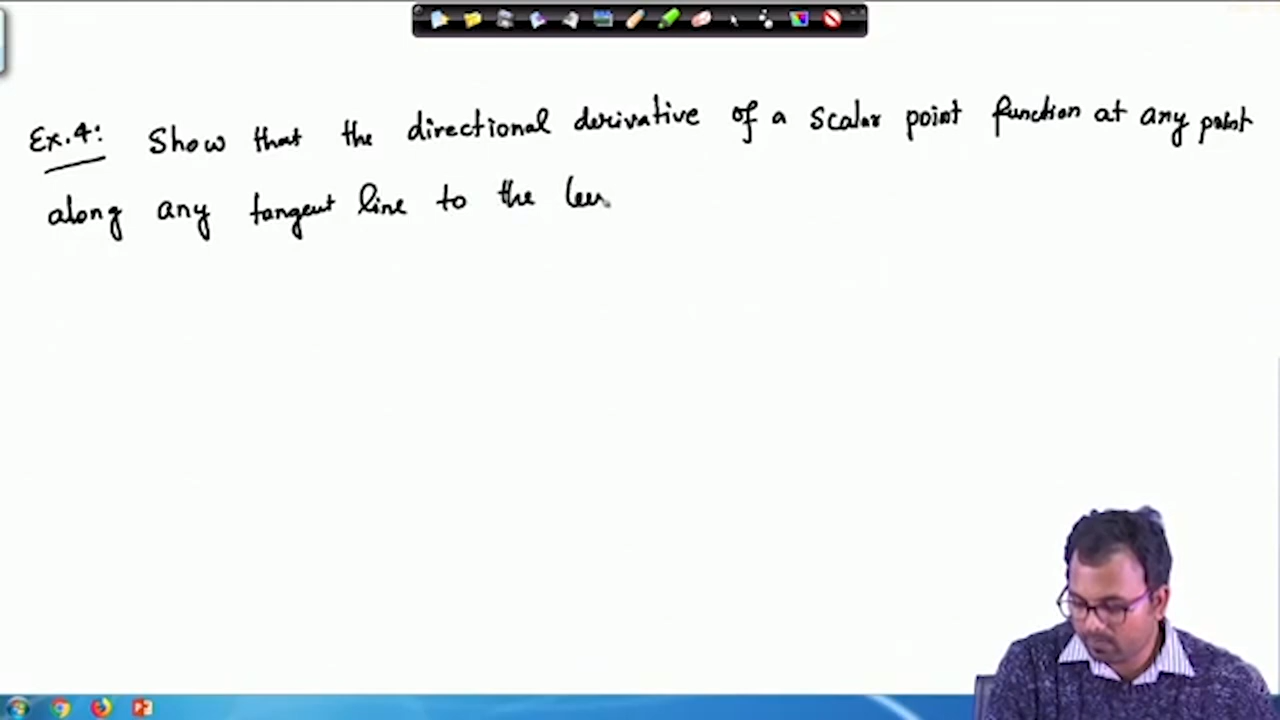 Ex.4: Show that the directional derivative of a scalar point function at any point
along any tangent line to the lev